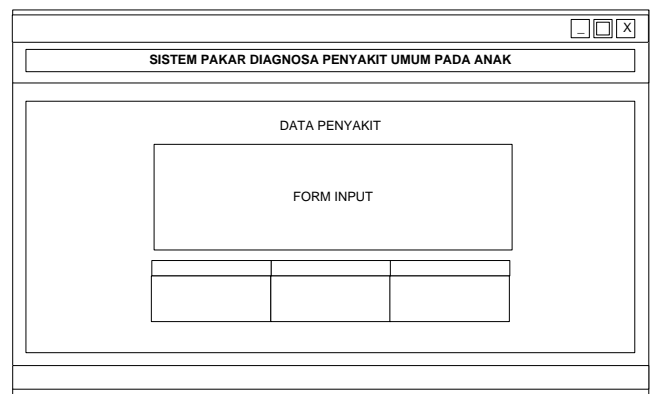 _ X
SISTEM PAKAR DIAGNOSA PENYAKIT UMUM PADA ANAK
DATA PENYAKIT
FORM INPUT